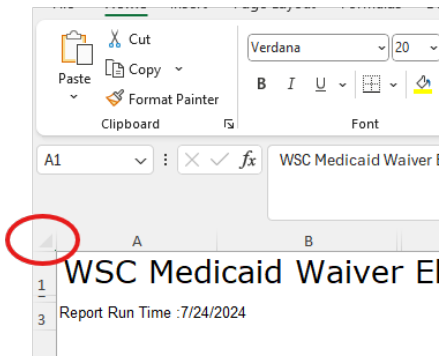 Cut
Verdana
20
Paste
Copy
B I U
Format Painter
Clipboard
Font
A1
fx
WSC Medicaid Waiver
A
B
1
WSC Medicaid Waiver
3
Report Run Time :7/24/2024